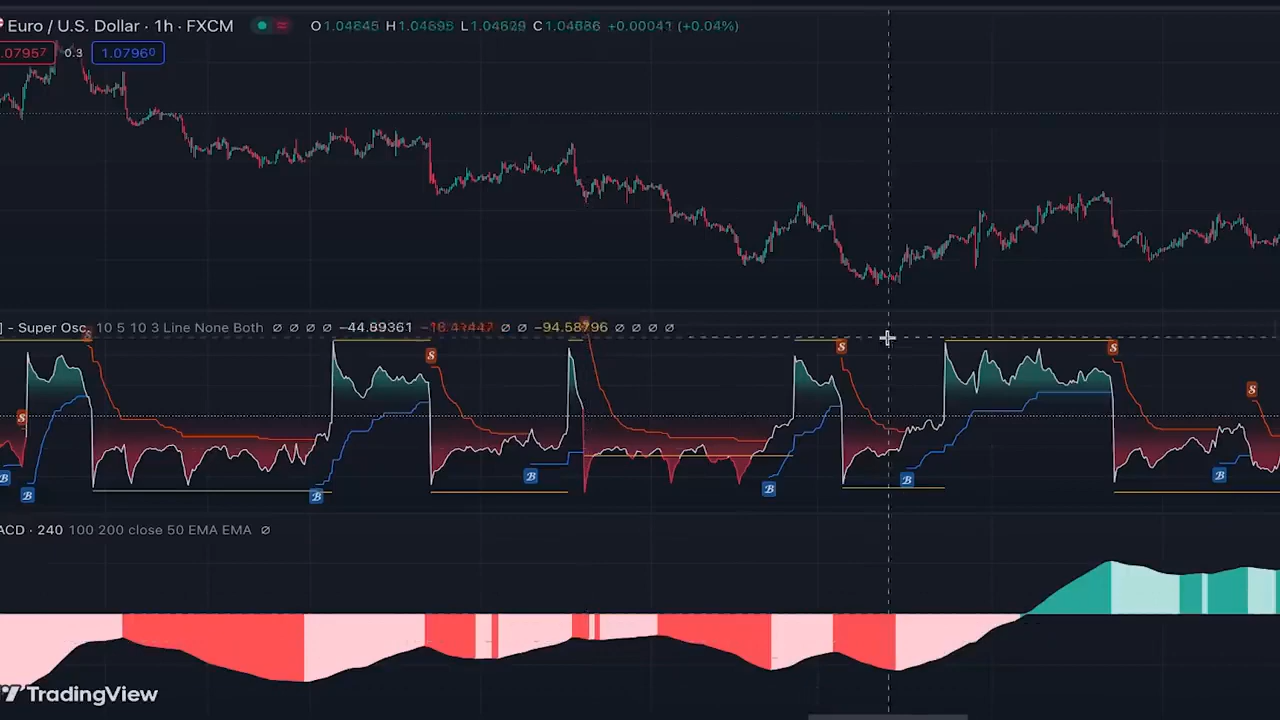 Euro / U.S. Dollar · 1h · FXCM O1.04645 H1.04695 L1.04629 C1.04686 +0.00041 (+0.04%)
.07957 0.3 1.07960
] - Super Osc. 10 5 10 3 Line None Both ∅ ∅ ∅ ∅ −44.89361 ∅ ∅ −94.58796 ∅ ∅ ∅ ∅
S S S S S S S S
B B B B B B B B
ACD · 240 100 200 close 50 EMA EMA ∅
TradingView